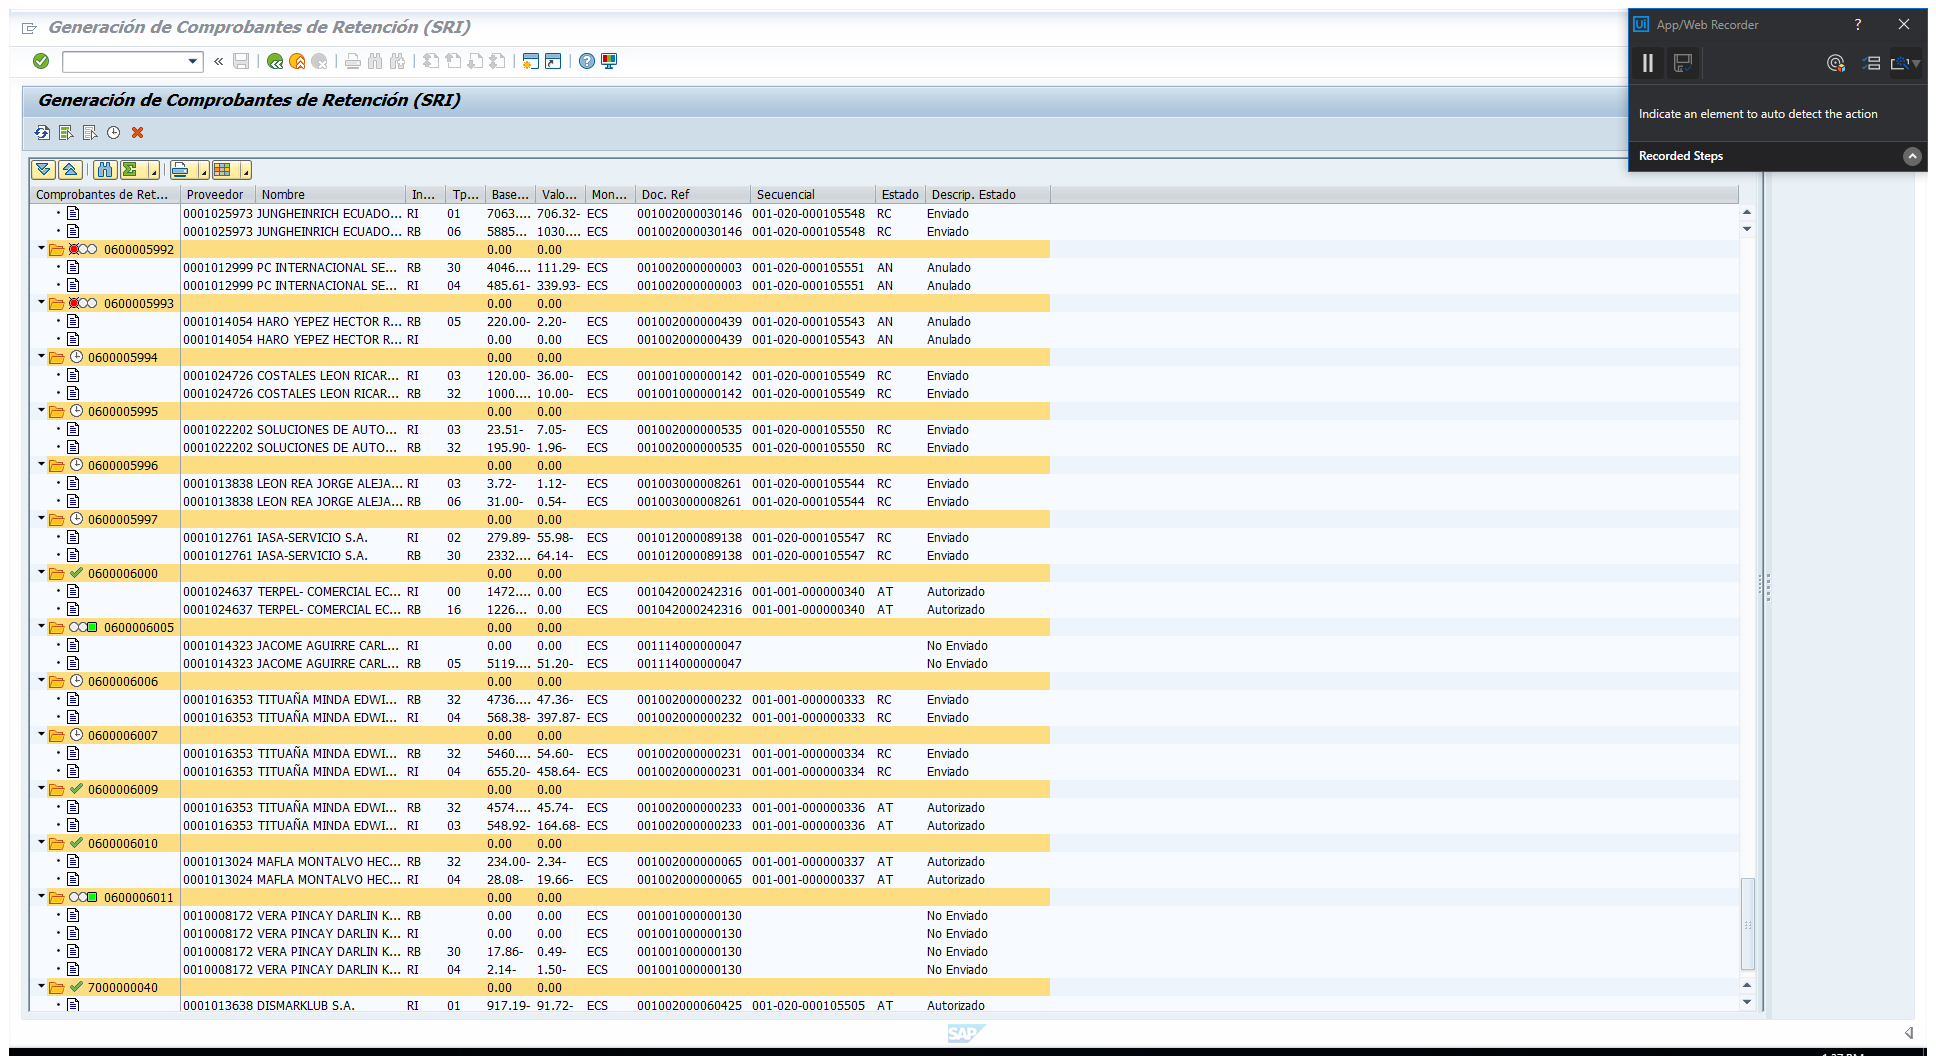 Generación de Comprobantes de Retención (SRI)
Ui App/Web Recorder ?
Generación de Comprobantes de Retención (SRI)
Indicate an element to auto detect the action
Recorded Steps
Comprobantes de Ret... Proveedor Nombre In... Tp... Base... Valo... Mon... Doc. Ref Secuencial Estado Descrip. Estado
0001025973 JUNGHEINRICH ECUADO... RI 01 7063.... 706.32- ECS 001002000030146 001-020-000105548 RC Enviado
0001025973 JUNGHEINRICH ECUADO... RB 06 5885.... 1030.... ECS 001002000030146 001-020-000105548 RC Enviado
0600005992 0.00 0.00
0001012999 PC INTERNACIONAL SE... RB 30 4046.... 111.29- ECS 001002000000003 001-020-000105551 AN Anulado
0001012999 PC INTERNACIONAL SE... RI 04 485.61- 339.93- ECS 001002000000003 001-020-000105551 AN Anulado
0600005993 0.00 0.00
0001014054 HARO YEPEZ HECTOR R... RB 05 220.00- 2.20- ECS 001002000000439 001-020-000105543 AN Anulado
0001014054 HARO YEPEZ HECTOR R... RI 0.00 0.00 ECS 001002000000439 001-020-000105543 AN Anulado
0600005994 0.00 0.00
0001024726 COSTALES LEON RICAR... RI 03 120.00- 36.00- ECS 001001000000142 001-020-000105549 RC Enviado
0001024726 COSTALES LEON RICAR... RB 32 1000.... 10.00- ECS 001001000000142 001-020-000105549 RC Enviado
0600005995 0.00 0.00
0001022202 SOLUCIONES DE AUTO... RI 03 23.51- 7.05- ECS 001002000000535 001-020-000105550 RC Enviado
0001022202 SOLUCIONES DE AUTO... RB 32 195.90- 1.96- ECS 001002000000535 001-020-000105550 RC Enviado
0600005996 0.00 0.00
0001013838 LEON REA JORGE ALEJA... RI 03 3.72- 1.12- ECS 001003000008261 001-020-000105544 RC Enviado
0001013838 LEON REA JORGE ALEJA... RB 06 31.00- 0.54- ECS 001003000008261 001-020-000105544 RC Enviado
0600005997 0.00 0.00
0001012761 IASA-SERVICIO S.A. RI 02 279.89- 55.98- ECS 001012000089138 001-020-000105547 RC Enviado
0001012761 IASA-SERVICIO S.A. RB 30 2332.... 64.14- ECS 001012000089138 001-020-000105547 RC Enviado
0600006000 0.00 0.00
0001024637 TERPEL- COMERCIAL EC... RI 00 1472.... 0.00 ECS 001042000242316 001-001-000000340 AT Autorizado
0001024637 TERPEL- COMERCIAL EC... RB 16 1226... 0.00 ECS 001042000242316 001-001-000000340 AT Autorizado
0600006005 0.00 0.00
0001014323 JACOME AGUIRRE CARL... RI 0.00 0.00 ECS 001114000000047 No Enviado
0001014323 JACOME AGUIRRE CARL... RB 05 5119.... 51.20- ECS 001114000000047 No Enviado
0600006006 0.00 0.00
0001016353 TITUAÑA MINDA EDWI... RB 32 4736.... 47.36- ECS 001002000000232 001-001-000000333 RC Enviado
0001016353 TITUAÑA MINDA EDWI... RI 04 568.38- 397.87- ECS 001002000000232 001-001-000000333 RC Enviado
0600006007 0.00 0.00
0001016353 TITUAÑA MINDA EDWI... RB 32 5460.... 54.60- ECS 001002000000231 001-001-000000334 RC Enviado
0001016353 TITUAÑA MINDA EDWI... RI 04 655.20- 458.64- ECS 001002000000231 001-001-000000334 RC Enviado
0600006009 0.00 0.00
0001016353 TITUAÑA MINDA EDWI... RB 32 4574.... 45.74- ECS 001002000000233 001-001-000000336 AT Autorizado
0001016353 TITUAÑA MINDA EDWI... RI 03 548.92- 164.68- ECS 001002000000233 001-001-000000336 AT Autorizado
0600006010 0.00 0.00
0001013024 MAFLA MONTALVO HEC... RB 32 234.00- 2.34- ECS 001002000000065 001-001-000000337 AT Autorizado
0001013024 MAFLA MONTALVO HEC... RI 04 28.08- 19.66- ECS 001002000000065 001-001-000000337 AT Autorizado
0600006011 0.00 0.00
0010008172 VERA PINCAY DARLIN K... RB 0.00 0.00 ECS 001001000000130 No Enviado
0010008172 VERA PINCAY DARLIN K... RI 0.00 0.00 ECS 001001000000130 No Enviado
0010008172 VERA PINCAY DARLIN K... RB 30 17.86- 0.49- ECS 001001000000130 No Enviado
0010008172 VERA PINCAY DARLIN K... RI 04 2.14- 1.50- ECS 001001000000130 No Enviado
7000000040 0.00 0.00
0001013638 DISMARKLUB S.A. RI 01 917.19- 91.72- ECS 001002000060425 001-020-000105505 AT Autorizado
SAP